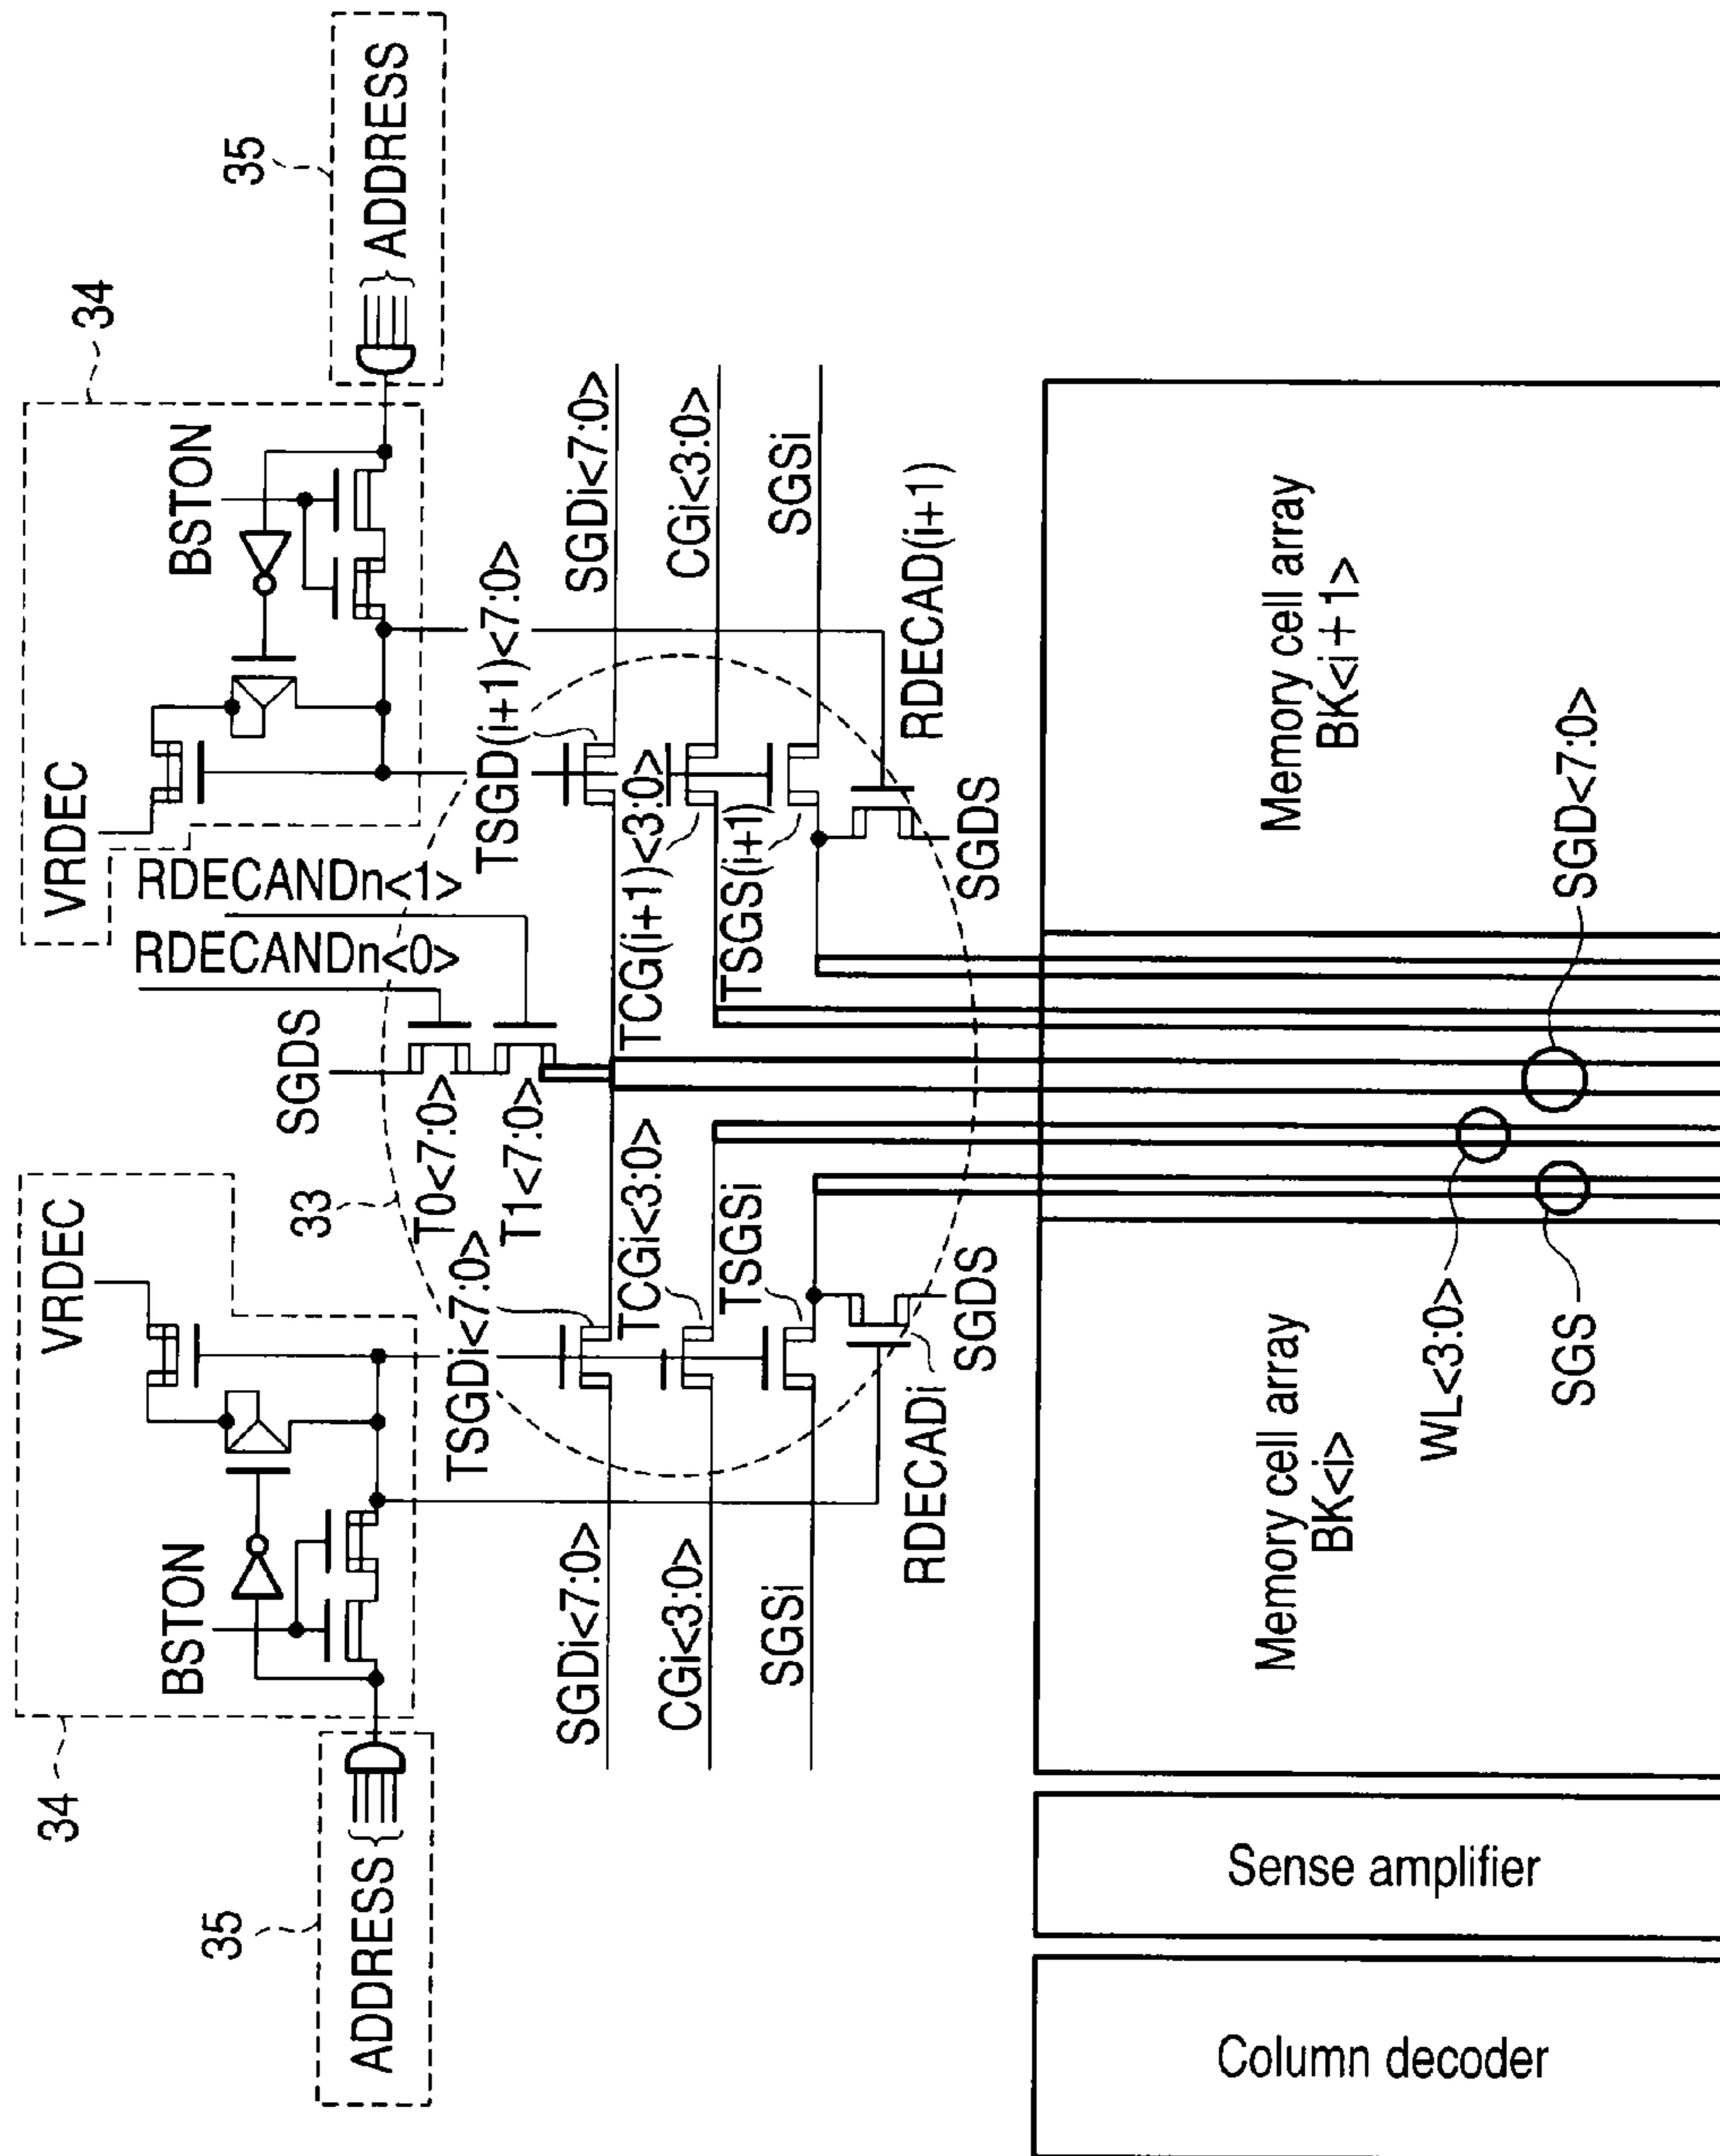 35
ADDRESS
34
BSTON
VRDEC
33
SGDS
RDECANDn<0>
RDECANDn<1>
T0<7:0>
T1<7:0>
34
VRDEC
BSTON
35
ADDRESS
SGDi<7:0>
TSGDi<7:0>
TSGD(i+1)<7:0>
SGDi<7:0>
CGi<3:0>
TCGi<3:0>
TCG(i+1)<3:0>
CGi<3:0>
SGSi
TSGSi
TSGS(i+1)
SGSi
RDECADi
SGDS
SGDS
RDECAD(i+1)
Column decoder
Sense amplifier
Memory cell array
BK<i>
Memory cell array
BK<i+1>
WL<3:0>
SGS
SGD<7:0>